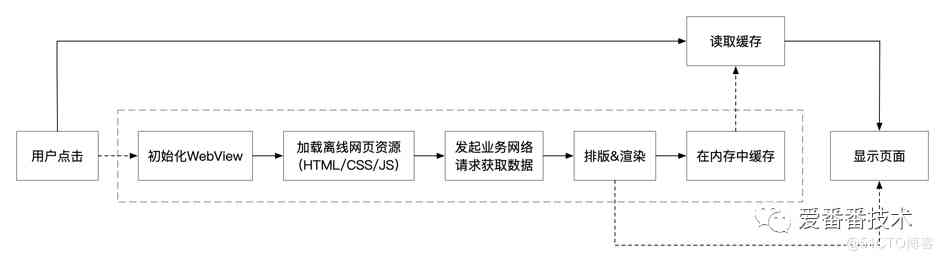 读取缓存
用户点击
初始化WebView
加载离线网页资源
（HTML/CSS/JS）
发起业务网络
请求获取数据
排版&渲染
在内存中缓存
显示页面
爱番番技术
@51CTO博客